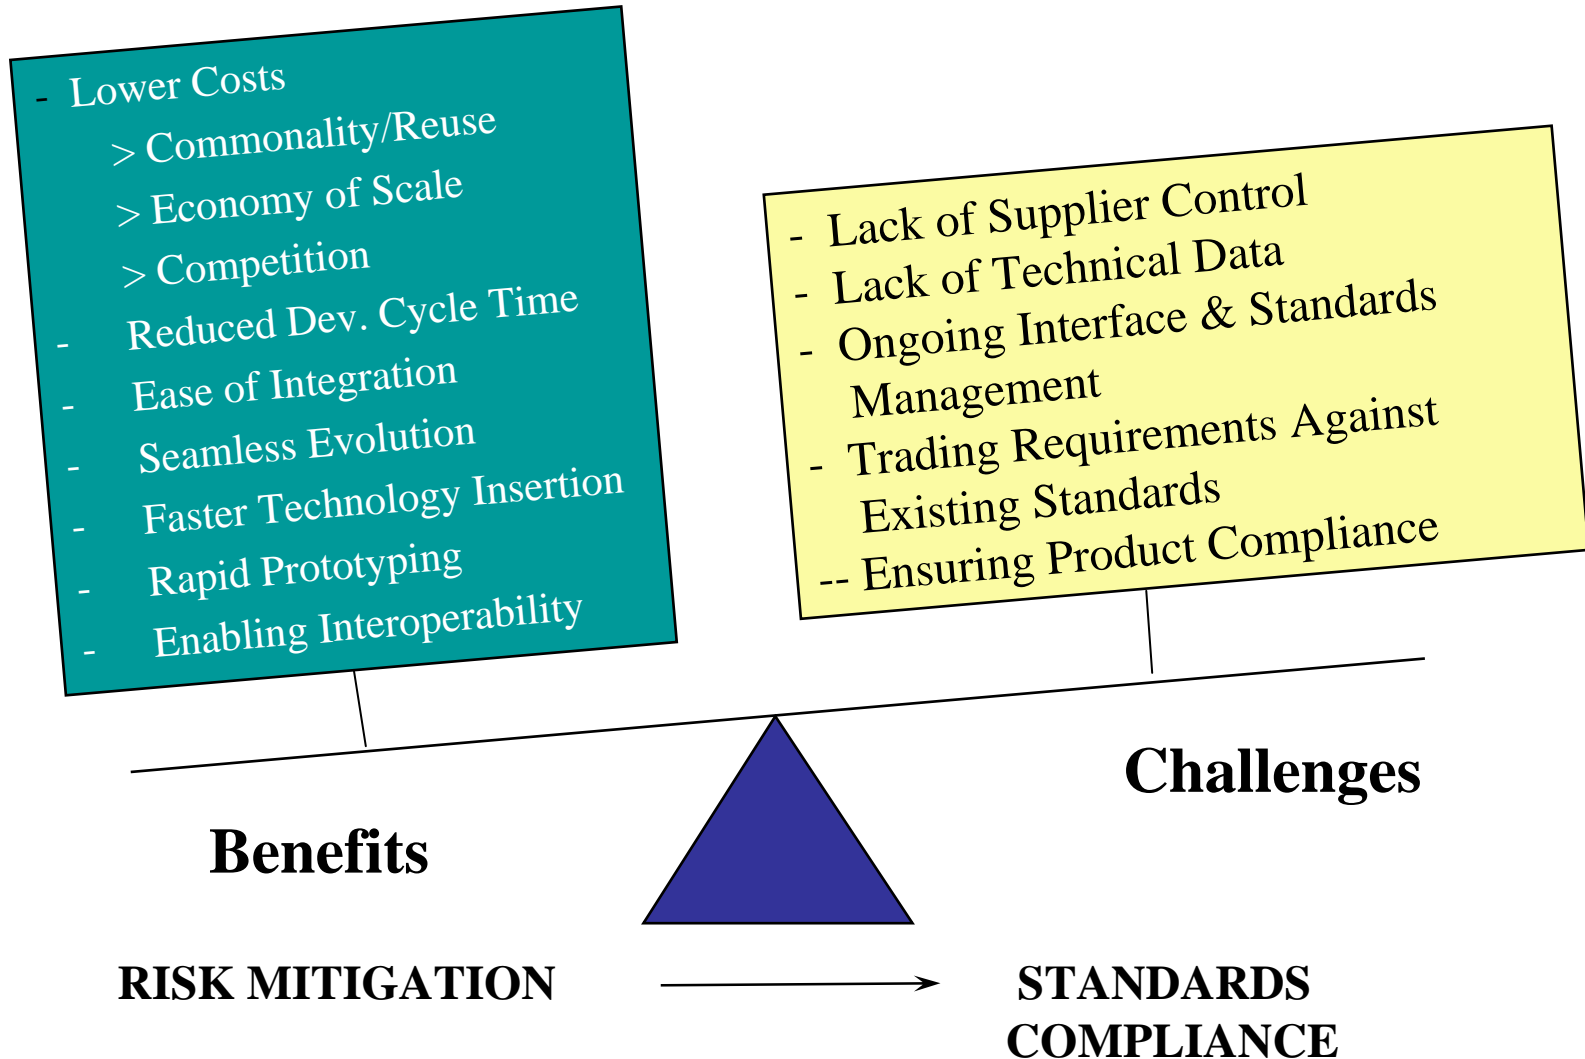 - Lower Costs
> Commonality/Reuse
> Economy of Scale
> Competition
- Reduced Dev. Cycle Time
- Ease of Integration
- Seamless Evolution
- Faster Technology Insertion
- Rapid Prototyping
- Enabling Interoperability
- Lack of Supplier Control
- Lack of Technical Data
- Ongoing Interface & Standards
Management
- Trading Requirements Against
Existing Standards
-- Ensuring Product Compliance
Challenges
Benefits
RISK MITIGATION
STANDARDS
COMPLIANCE